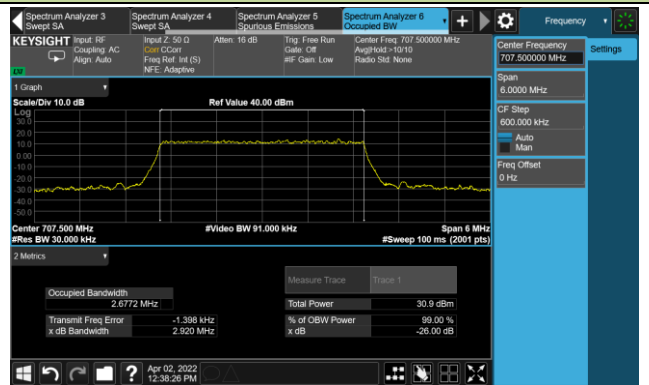 Spectrum Analyzer 3
Swept SA
Spectrum Analyzer 4
Swept SA
Spectrum Analyzer 5
Spurious Emissions
Spectrum Analyzer 6
Occupied BW
Frequency
KEYSIGHT
Input: RF
Coupling: AC
Align: Auto
Input Z: 50 Ω
Corr CCorr
Freq Ref: Int (S)
NFE: Adaptive
Atten: 16 dB
Trig: Free Run
Gate: Off
#IF Gain: Low
Center Freq: 707.500000 MHz
Avg|Hold:>10/10
Radio Std: None
Center Frequency
707.500000 MHz
Settings
Span
6.0000 MHz
CF Step
600.000 kHz
Auto
Man
Freq Offset
0 Hz
1 Graph
Scale/Div 10.0 dB
Ref Value 40.00 dBm
Log
30.0
20.0
10.0
0.00
-10.0
-20.0
-30.0
-40.0
-50.0
Center 707.500 MHz
#Video BW 91.000 kHz
Span 6 MHz
#Res BW 30.000 kHz
#Sweep 100 ms (2001 pts)
2 Metrics
Measure Trace
Trace 1
Occupied Bandwidth
2.6772 MHz
Total Power
30.9 dBm
Transmit Freq Error
-1.398 kHz
% of OBW Power
99.00 %
x dB Bandwidth
2.920 MHz
x dB
-26.00 dB
Apr 02, 2022
12:38:26 PM